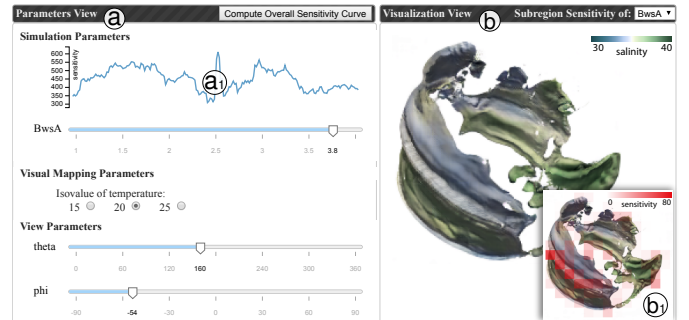 Parameters View a Compute Overall Sensitivity Curve
Simulation Parameters
600
550
500
450
400
350
300
sensitivity
a1
BwsA
1 1.5 2 2.5 3 3.5 3.8 4
Visual Mapping Parameters
Isovalue of temperature:
15 20 25
View Parameters
theta
0 60 120 160 240 300 360
phi
-90 -54 -30 0 30 60 90
Visualization View b Subregion Sensitivity of: BwsA
30 salinity 40
0 sensitivity 80
b1